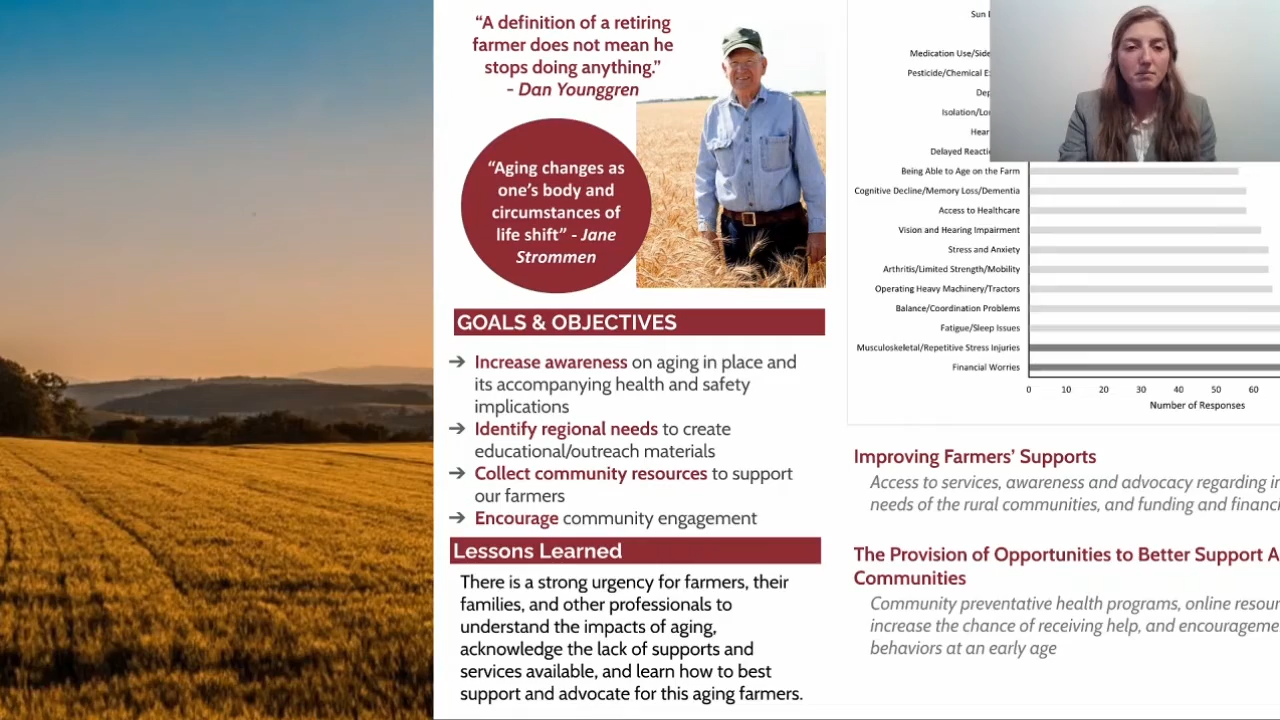 “A definition of a retiring
farmer does not mean he
stops doing anything.”
- Dan Younggren
“Aging changes as
one’s body and
circumstances of
life shift” - Jane
Strommen
GOALS & OBJECTIVES
➔ Increase awareness on aging in place and
its accompanying health and safety
implications
➔ Identify regional needs to create
educational/outreach materials
➔ Collect community resources to support
our farmers
➔ Encourage community engagement
Lessons Learned
There is a strong urgency for farmers, their
families, and other professionals to
understand the impacts of aging,
acknowledge the lack of supports and
services available, and learn how to best
support and advocate for this aging farmers.
Sun
Medication Use/Side
Pesticide/Chemical
Isolation/
Delayed
Being Able to Age on the Farm
Cognitive Decline/Memory Loss/Dementia
Access to Healthcare
Vision and Hearing Impairment
Stress and Anxiety
Arthritis/Limited Strength/Mobility
Operating Heavy Machinery/Tractors
Balance/Coordination Problems
Fatigue/Sleep Issues
Musculoskeletal/Repetitive Stress Injuries
Financial Worries
0 10 20 30 40 50 60
Number of Responses
Improving Farmers’ Supports
Access to services, awareness and advocacy regarding
needs of the rural communities, and funding and
The Provision of Opportunities to Better Support
Communities
Community preventative health programs, online
increase the chance of receiving help, and
behaviors at an early age